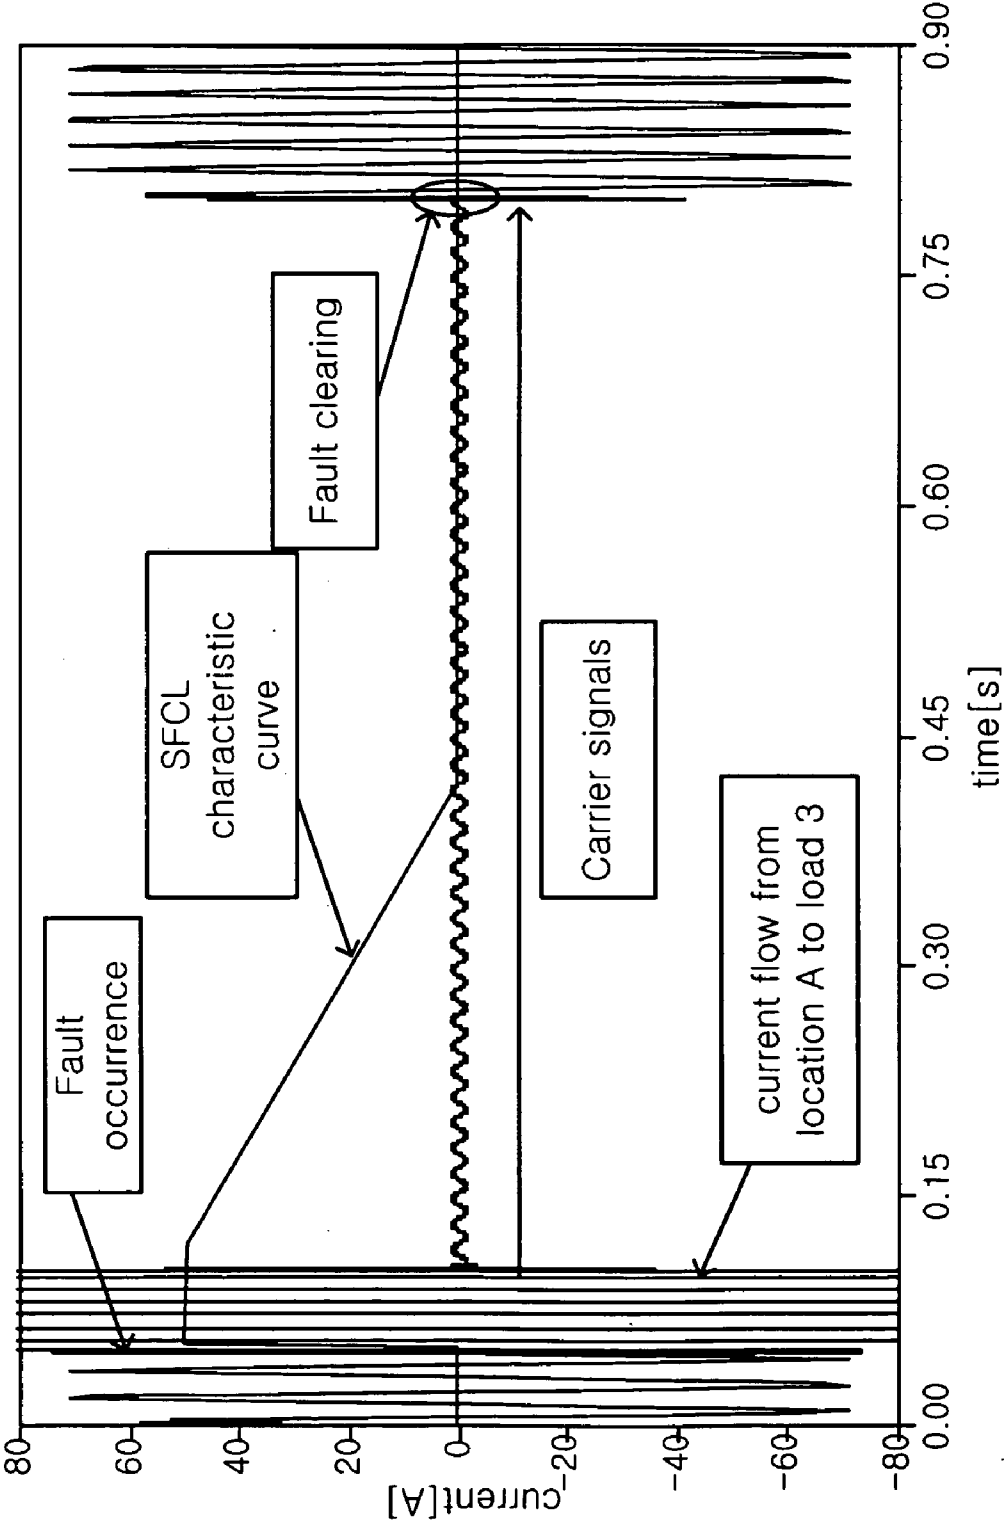 80
60
40
20
0
-20
-40
-60
-80
current[A]
0.00
0.15
0.30
0.45
0.60
0.75
0.90
time[s]
Fault
occurrence
SFCL
characteristic
curve
Fault clearing
Carrier signals
current flow from
location A to load 3